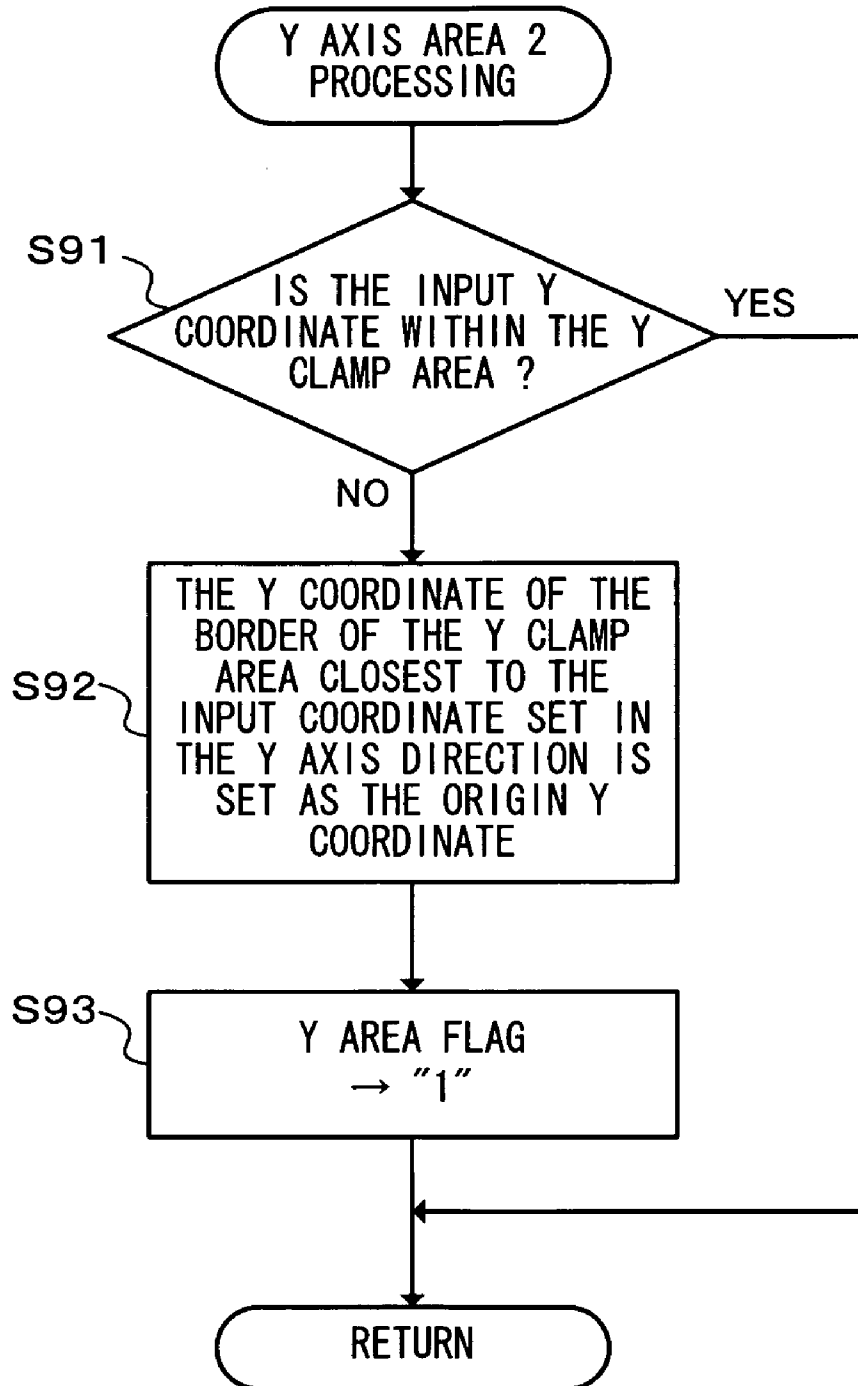 Y AXIS AREA 2
PROCESSING
S91
IS THE INPUT Y
COORDINATE WITHIN THE Y
CLAMP AREA ?
YES
NO
S92
THE Y COORDINATE OF THE
BORDER OF THE Y CLAMP
AREA CLOSEST TO THE
INPUT COORDINATE SET IN
THE Y AXIS DIRECTION IS
SET AS THE ORIGIN Y
COORDINATE
S93
Y AREA FLAG
→ "1"
RETURN